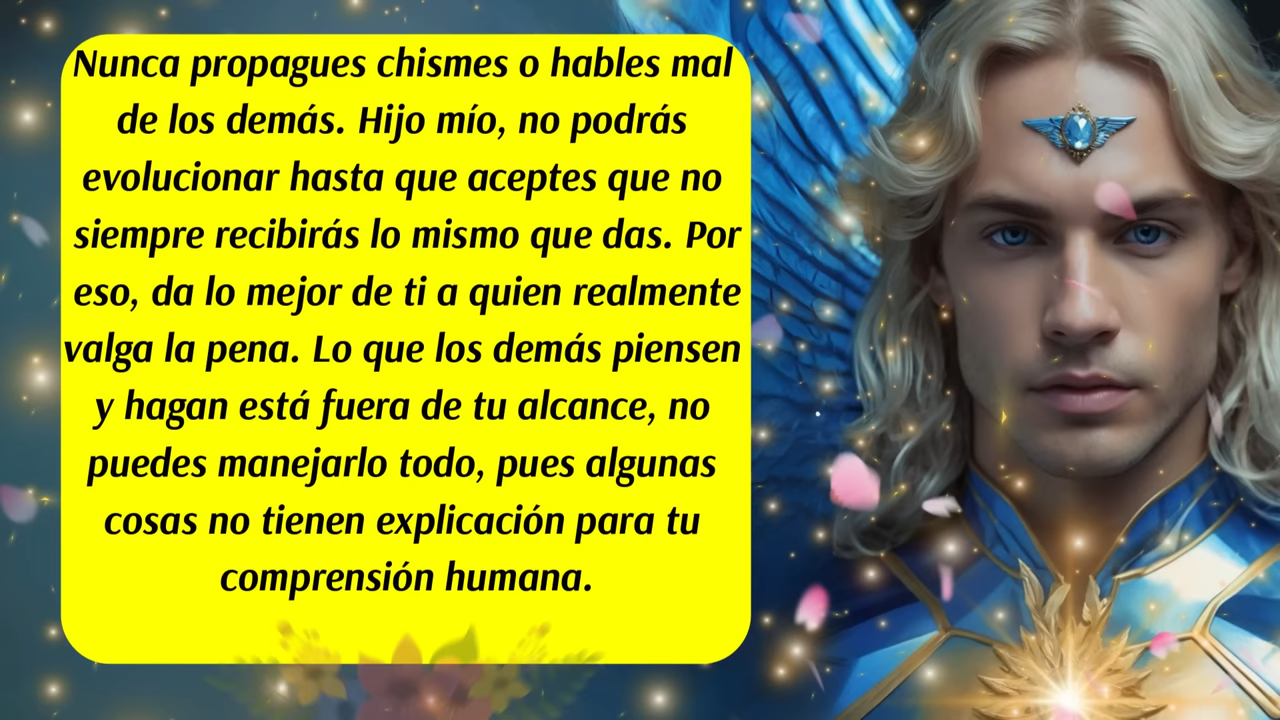 Nunca propagues chismes o hables mal
de los demás. Hijo mío, no podrás
evolucionar hasta que aceptes que no
siempre recibirás lo mismo que das. Por
eso, da lo mejor de ti a quien realmente
valga la pena. Lo que los demás piensen
y hagan está fuera de tu alcance, no
puedes manejarlo todo, pues algunas
cosas no tienen explicación para tu
comprensión humana.